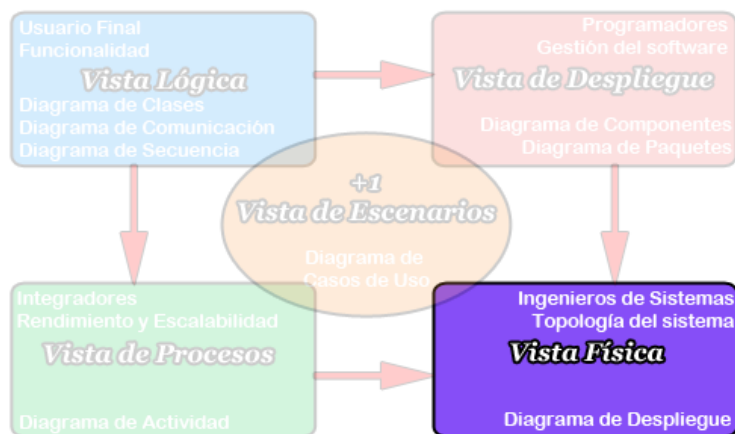 Usuario Final
Funcionalidad
Vista Lógica
Diagrama de Clases
Diagrama de Comunicación
Diagrama de Secuencia
Programadores
Gestión del software
Vista de Despliegue
Diagrama de Componentes
Diagrama de Paquetes
+1
Vista de Escenarios
Diagrama de
Casos de Uso
Integradores
Rendimiento y Escalabilidad
Vista de Procesos
Diagrama de Actividad
Ingenieros de Sistemas
Topología del sistema
Vista Física
Diagrama de Despliegue